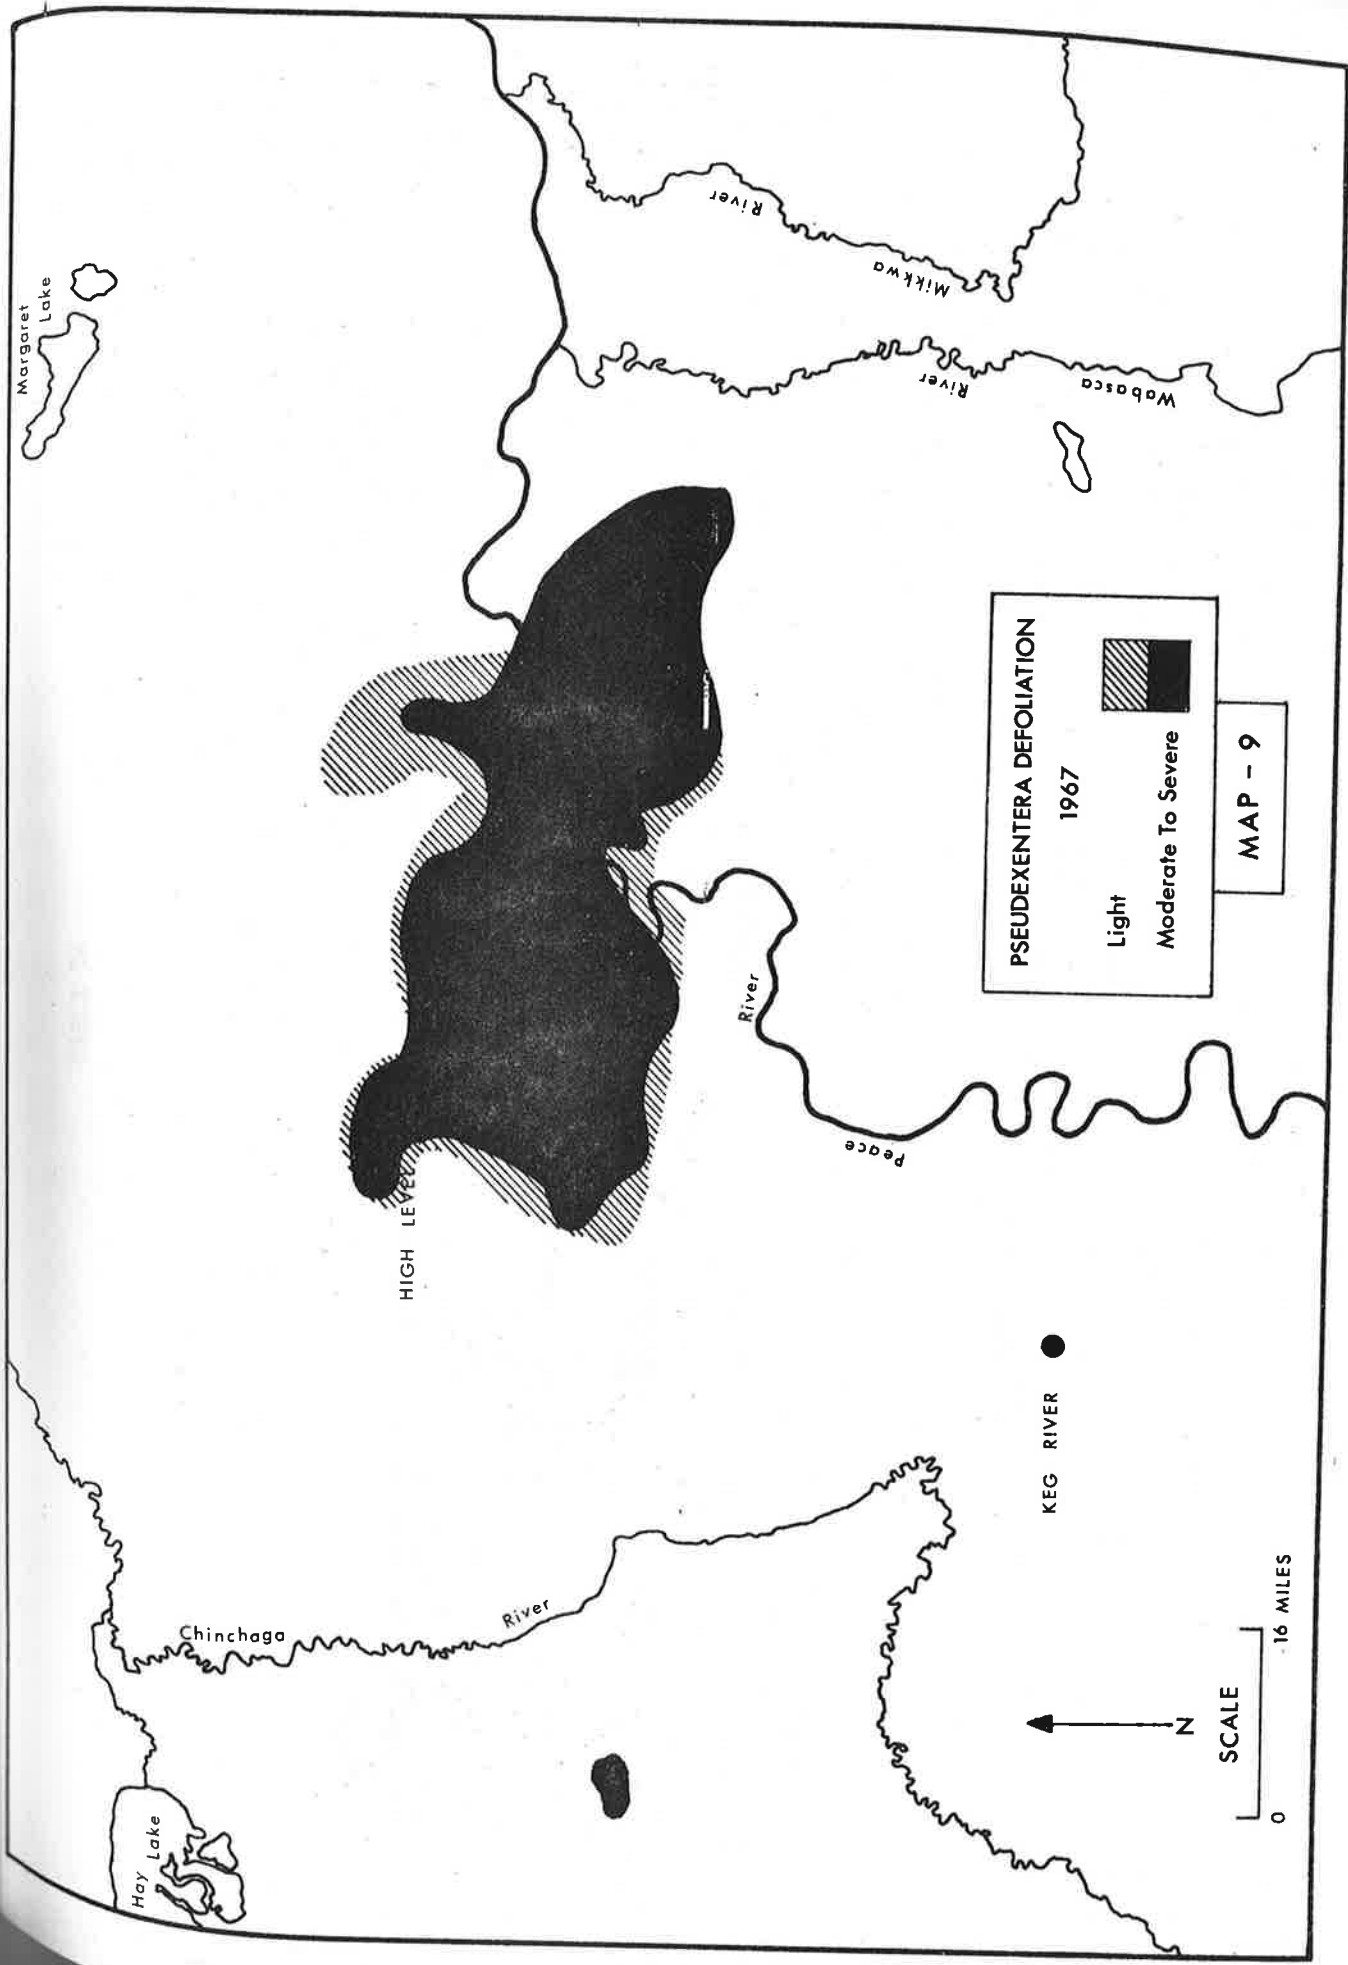 Margaret
Lake
Hay Lake
Chinchaga
River
HIGH LEVEL
River
Mikkwa
River
Wabasca
River
Peace
KEG RIVER
N
SCALE
0 16 MILES
PSEUDEXENTERA DEFOLIATION
1967
Light
Moderate To Severe
MAP - 9